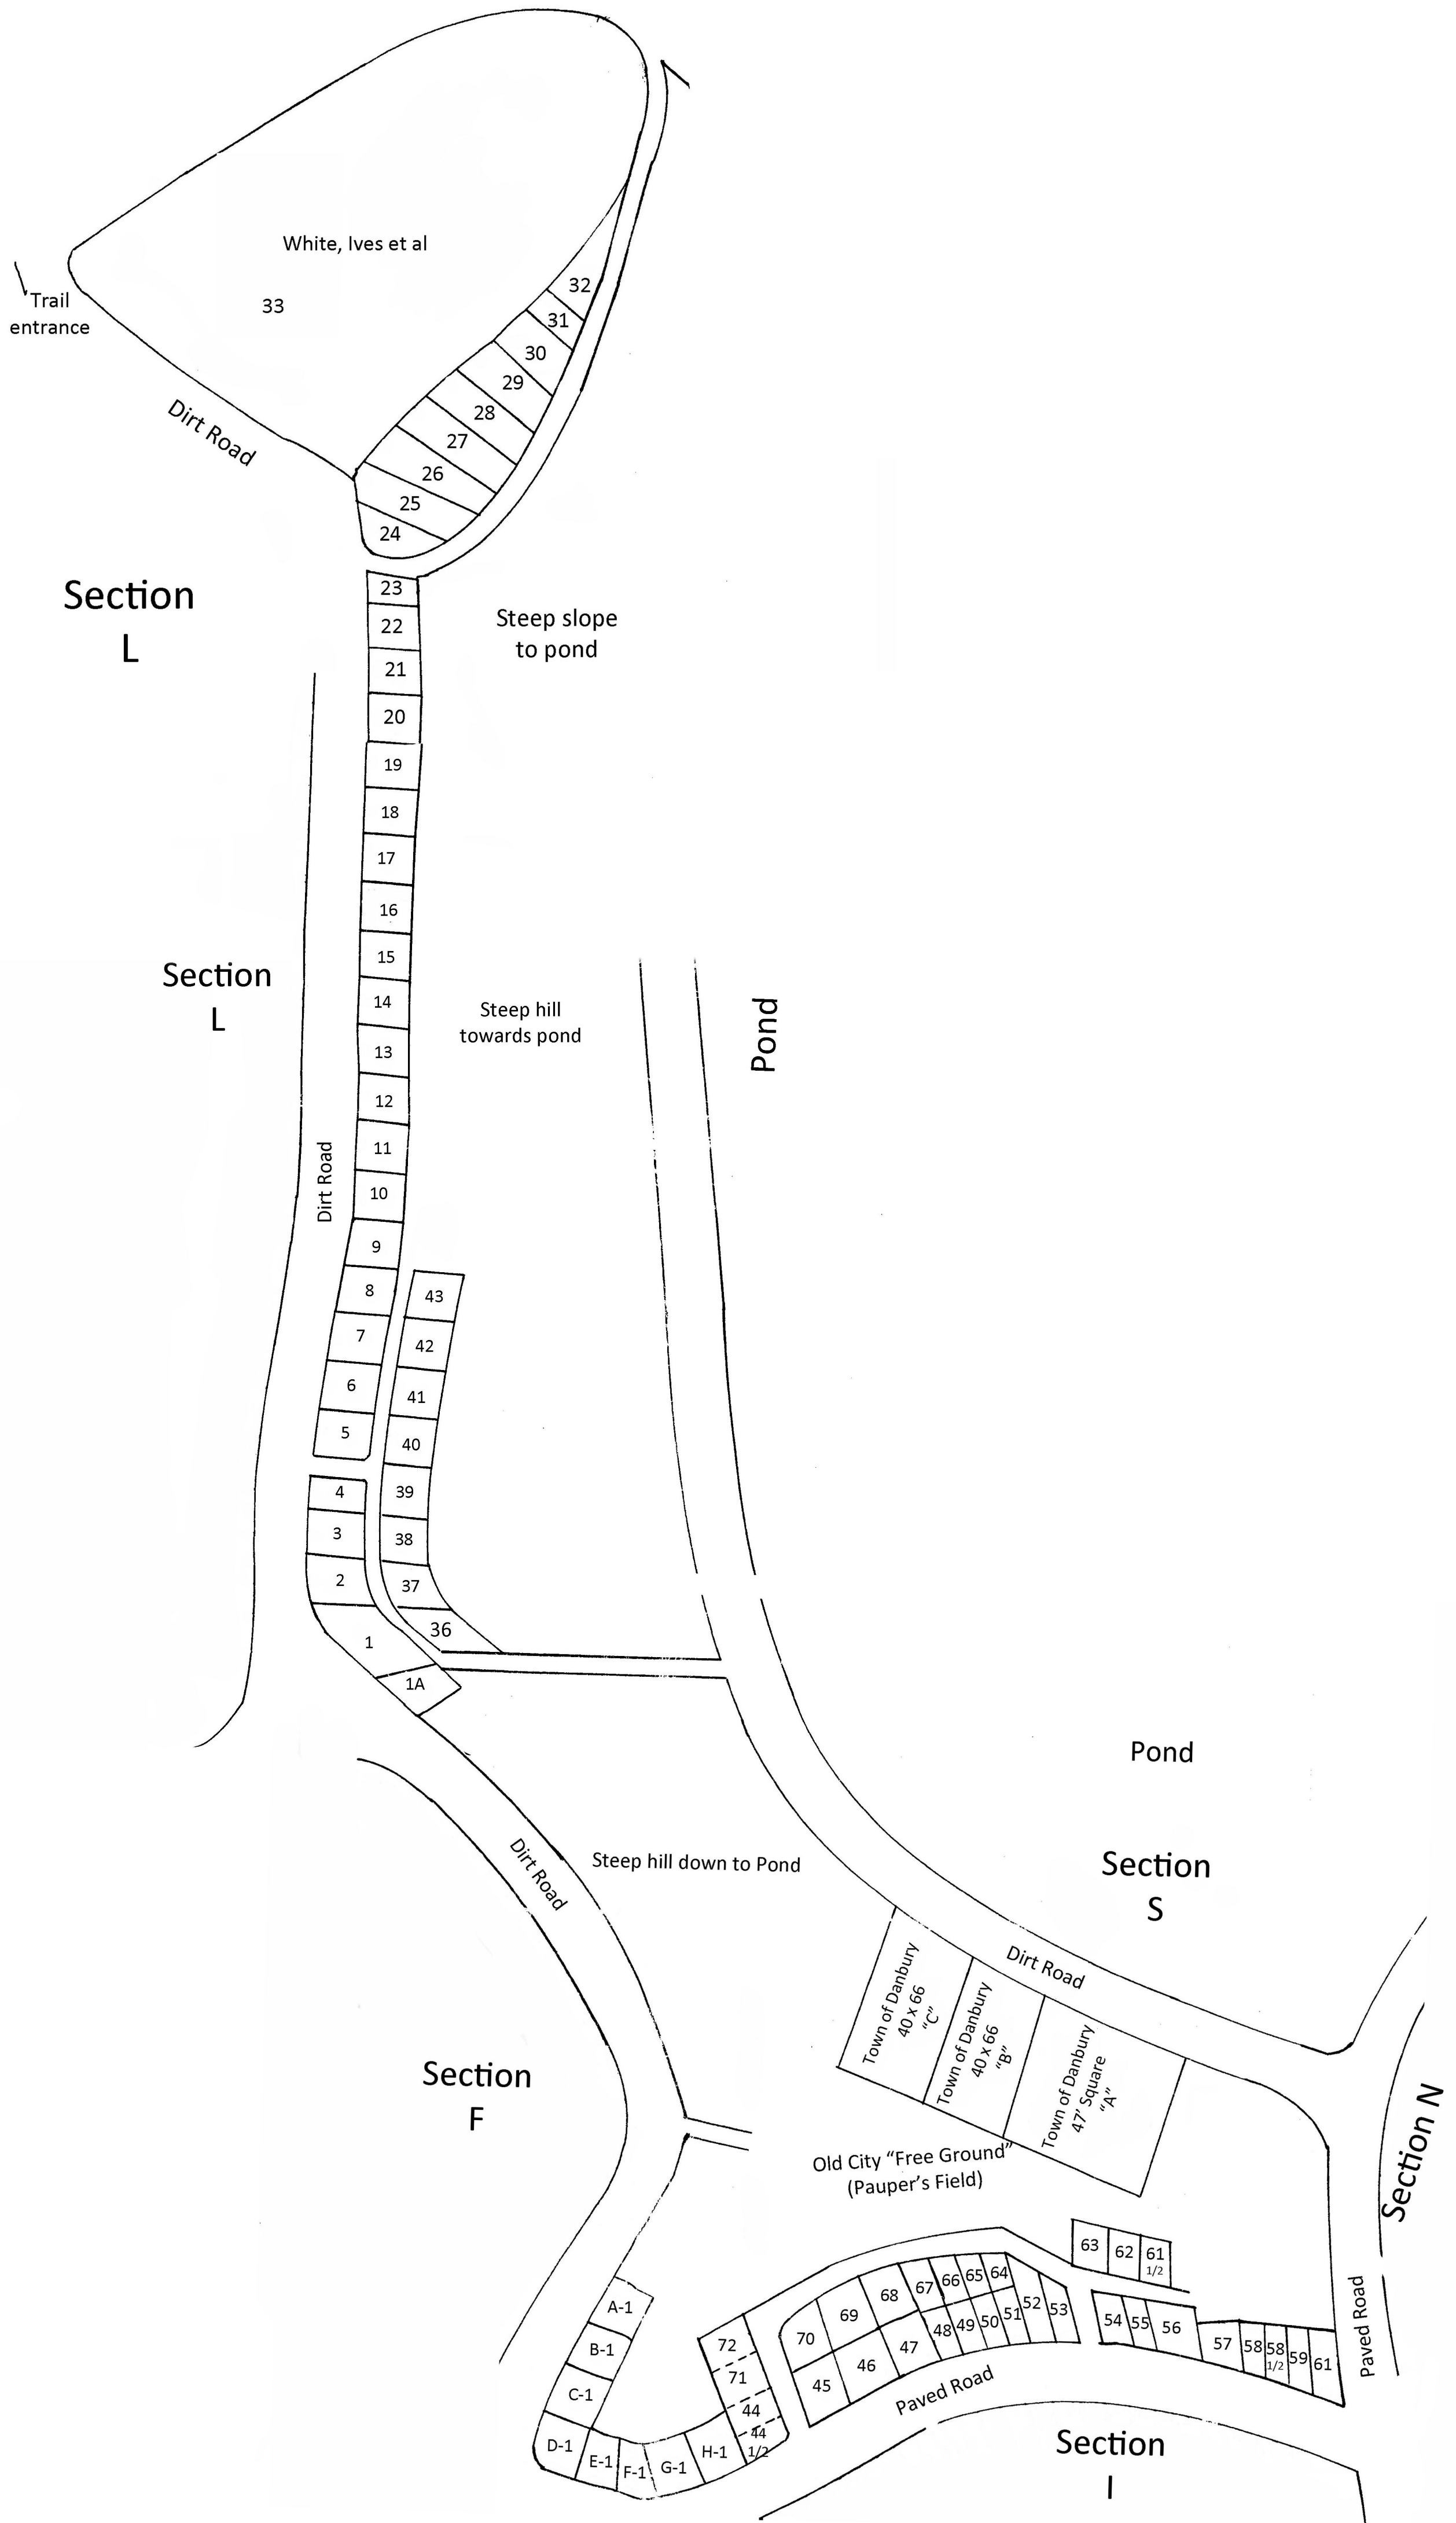 White, Ives et al
33
Trail
entrance
Dirt Road
32
31
30
29
28
27
26
25
24
23
22
21
20
19
18
17
16
15
14
13
12
11
10
9
8
7
6
5
4
3
2
1
1A
Section
L
Steep slope
to pond
Section
L
Steep hill
towards pond
Pond
Dirt Road
43
42
41
40
39
38
37
36
Pond
Steep hill down to Pond
Dirt Road
Section
S
Dirt Road
Town of Danbury
40 x 66
“C”
Town of Danbury
40 x 66
“B”
Town of Danbury
47’ Square
“A”
Section
F
Old City “Free Ground”
(Pauper’s Field)
Section N
63
62
61
1/2
A-1
B-1
C-1
D-1
E-1
F-1
G-1
H-1
72
71
44
44
1/2
70
69
68
67
66
65
64
45
46
47
48
49
50
51
52
53
54
55
56
57
58
58
1/2
59
61
Paved Road
Paved Road
Section
I